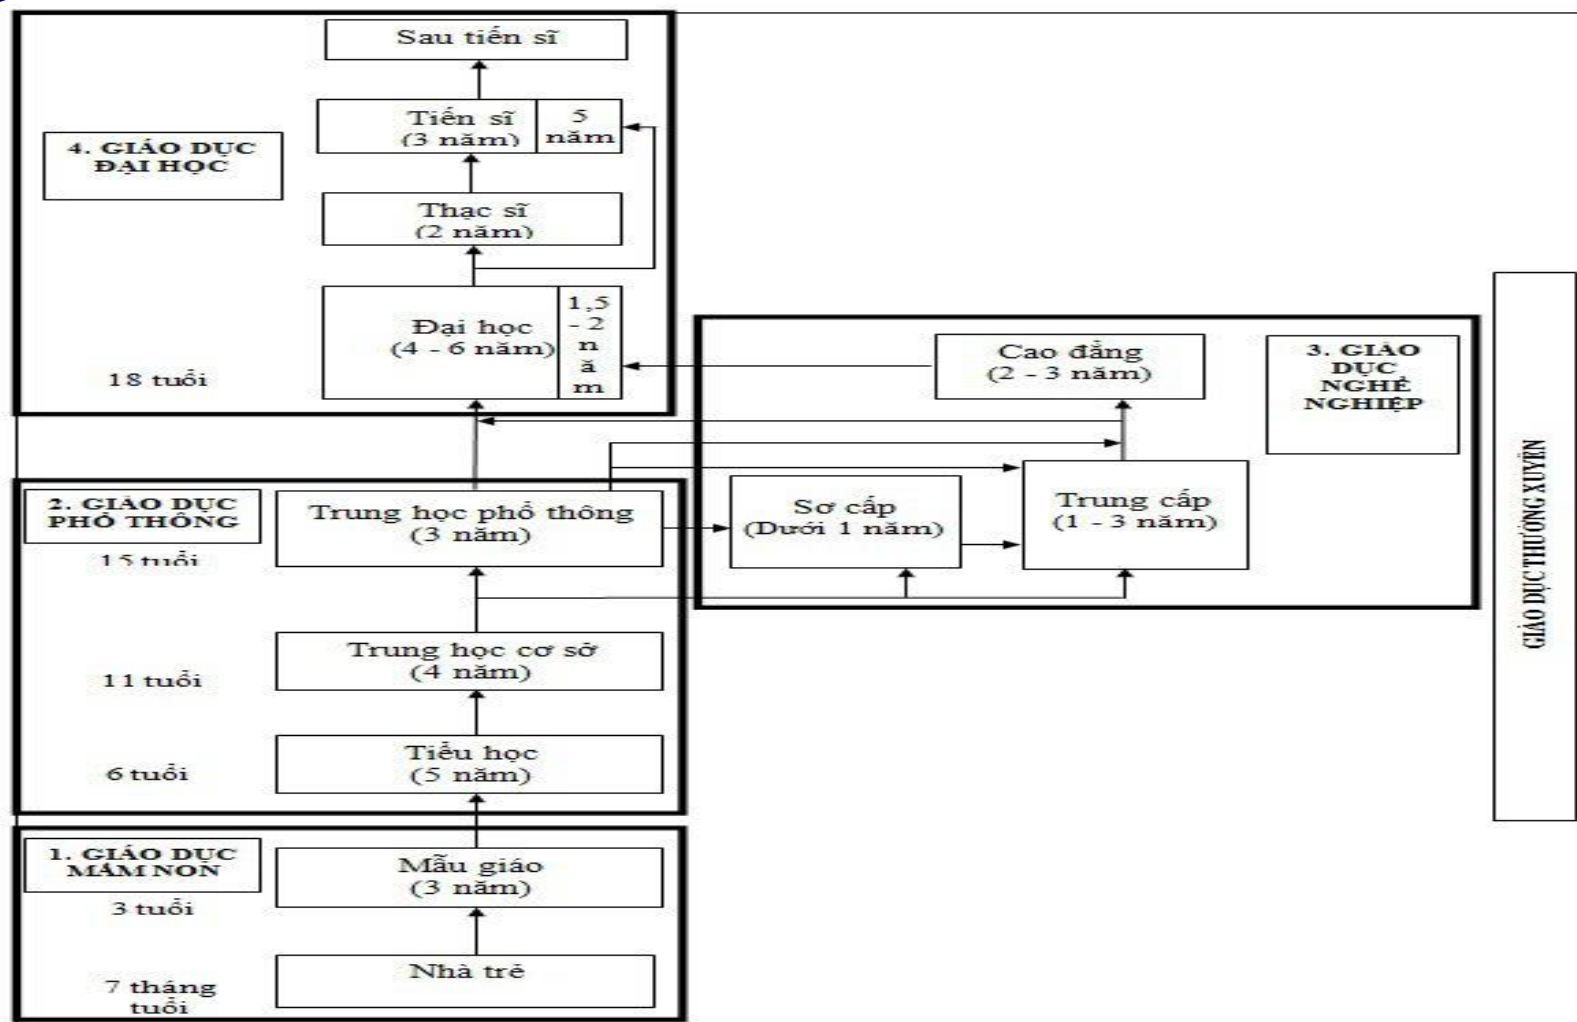 Sau tiến sĩ
Tiến sĩ
(3 năm)
5
năm
4. GIÁO DỤC
ĐẠI HỌC
Thạc sĩ
(2 năm)
Đại học
(4 - 6 năm)
1,5
- 2
n
ă
m
18 tuổi
Cao đẳng
(2 - 3 năm)
3. GIÁO
DỤC
NGHỀ
NGHIỆP
2. GIÁO DỤC
PHỔ THÔNG
15 tuổi
Trung học phổ thông
(3 năm)
Sơ cấp
(Dưới 1 năm)
Trung cấp
(1 - 3 năm)
GIÁO DỤC THƯỜNG XUYÊN
Trung học cơ sở
(4 năm)
11 tuổi
Tiểu học
(5 năm)
6 tuổi
1. GIÁO DỤC
MẦM NON
Mẫu giáo
(3 năm)
3 tuổi
Nhà trẻ
7 tháng
tuổi